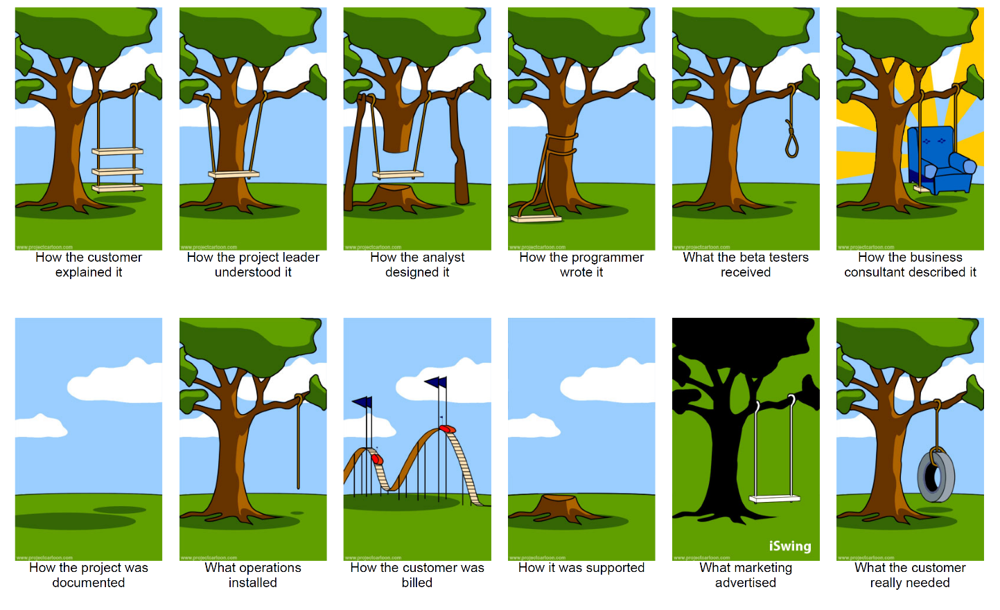 www.projectcartoon.com
www.projectcartoon.com
www.projectcartoon.com
www.projectcartoon.com
www.projectcartoon.com
www.projectcartoon.com
How the customer
explained it
How the project leader
understood it
How the analyst
designed it
How the programmer
wrote it
What the beta testers
received
How the business
consultant described it
iSwing
www.projectcartoon.com
www.projectcartoon.com
www.projectcartoon.com
www.projectcartoon.com
www.projectcartoon.com
www.projectcartoon.com
How the project was
documented
What operations
installed
How the customer was
billed
How it was supported
What marketing
advertised
What the customer
really needed